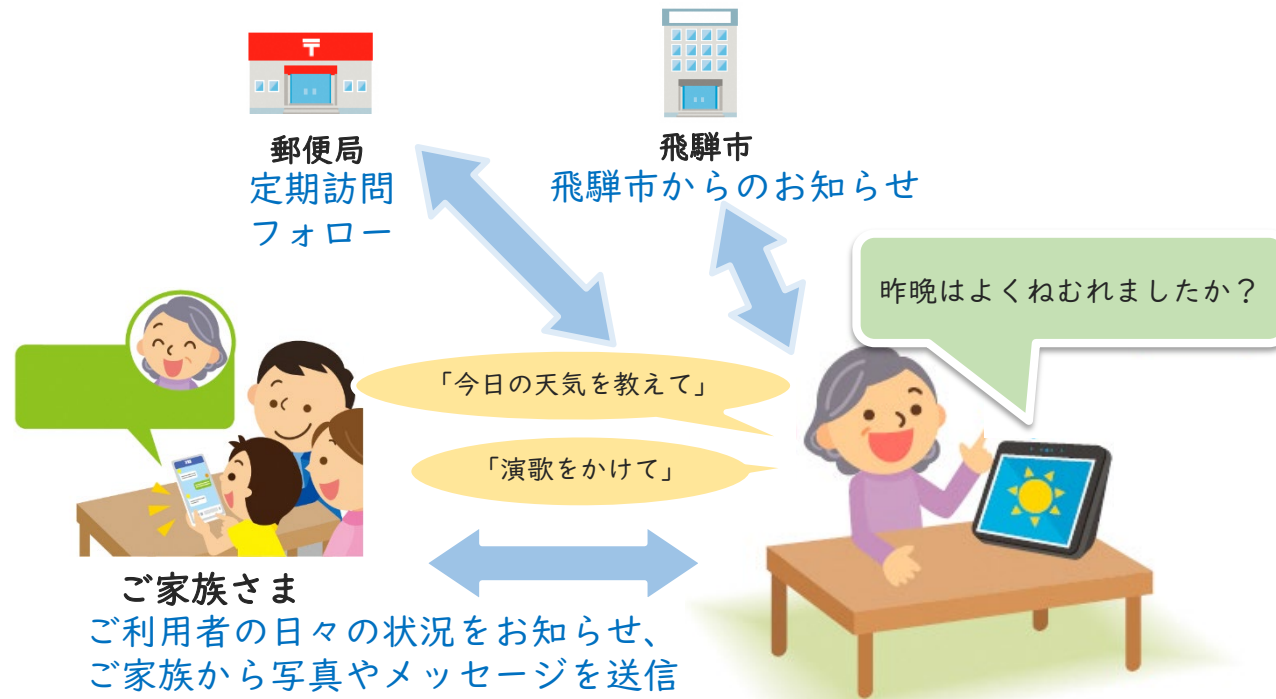 〒
郵便局
定期訪問
フォロー
飛騨市
飛騨市からのお知らせ
昨晩はよくねむれましたか？
「今日の天気を教えて」
「演歌をかけて」
ご家族さま
ご利用者の日々の状況をお知らせ、
ご家族から写真やメッセージを送信